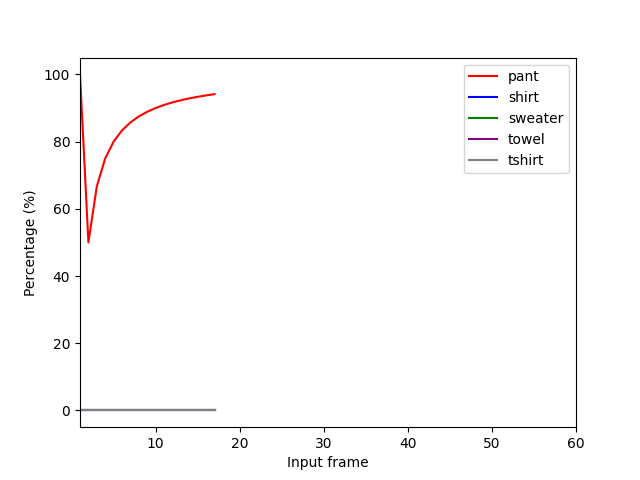 100
80
60
40
20
0
Percentage (%)
10 20 30 40 50 60
Input frame
pant
shirt
sweater
towel
tshirt